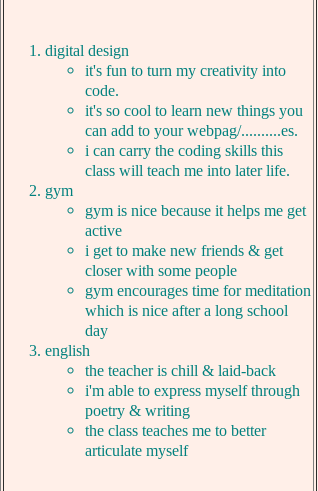 1. digital design
it's fun to turn my creativity into
code.
it's so cool to learn new things you
can add to your webpag/..........es.
i can carry the coding skills this
class will teach me into later life.
2. gym
gym is nice because it helps me get
active
i get to make new friends & get
closer with some people
gym encourages time for meditation
which is nice after a long school
day
3. english
the teacher is chill & laid-back
i'm able to express myself through
poetry & writing
the class teaches me to better
articulate myself